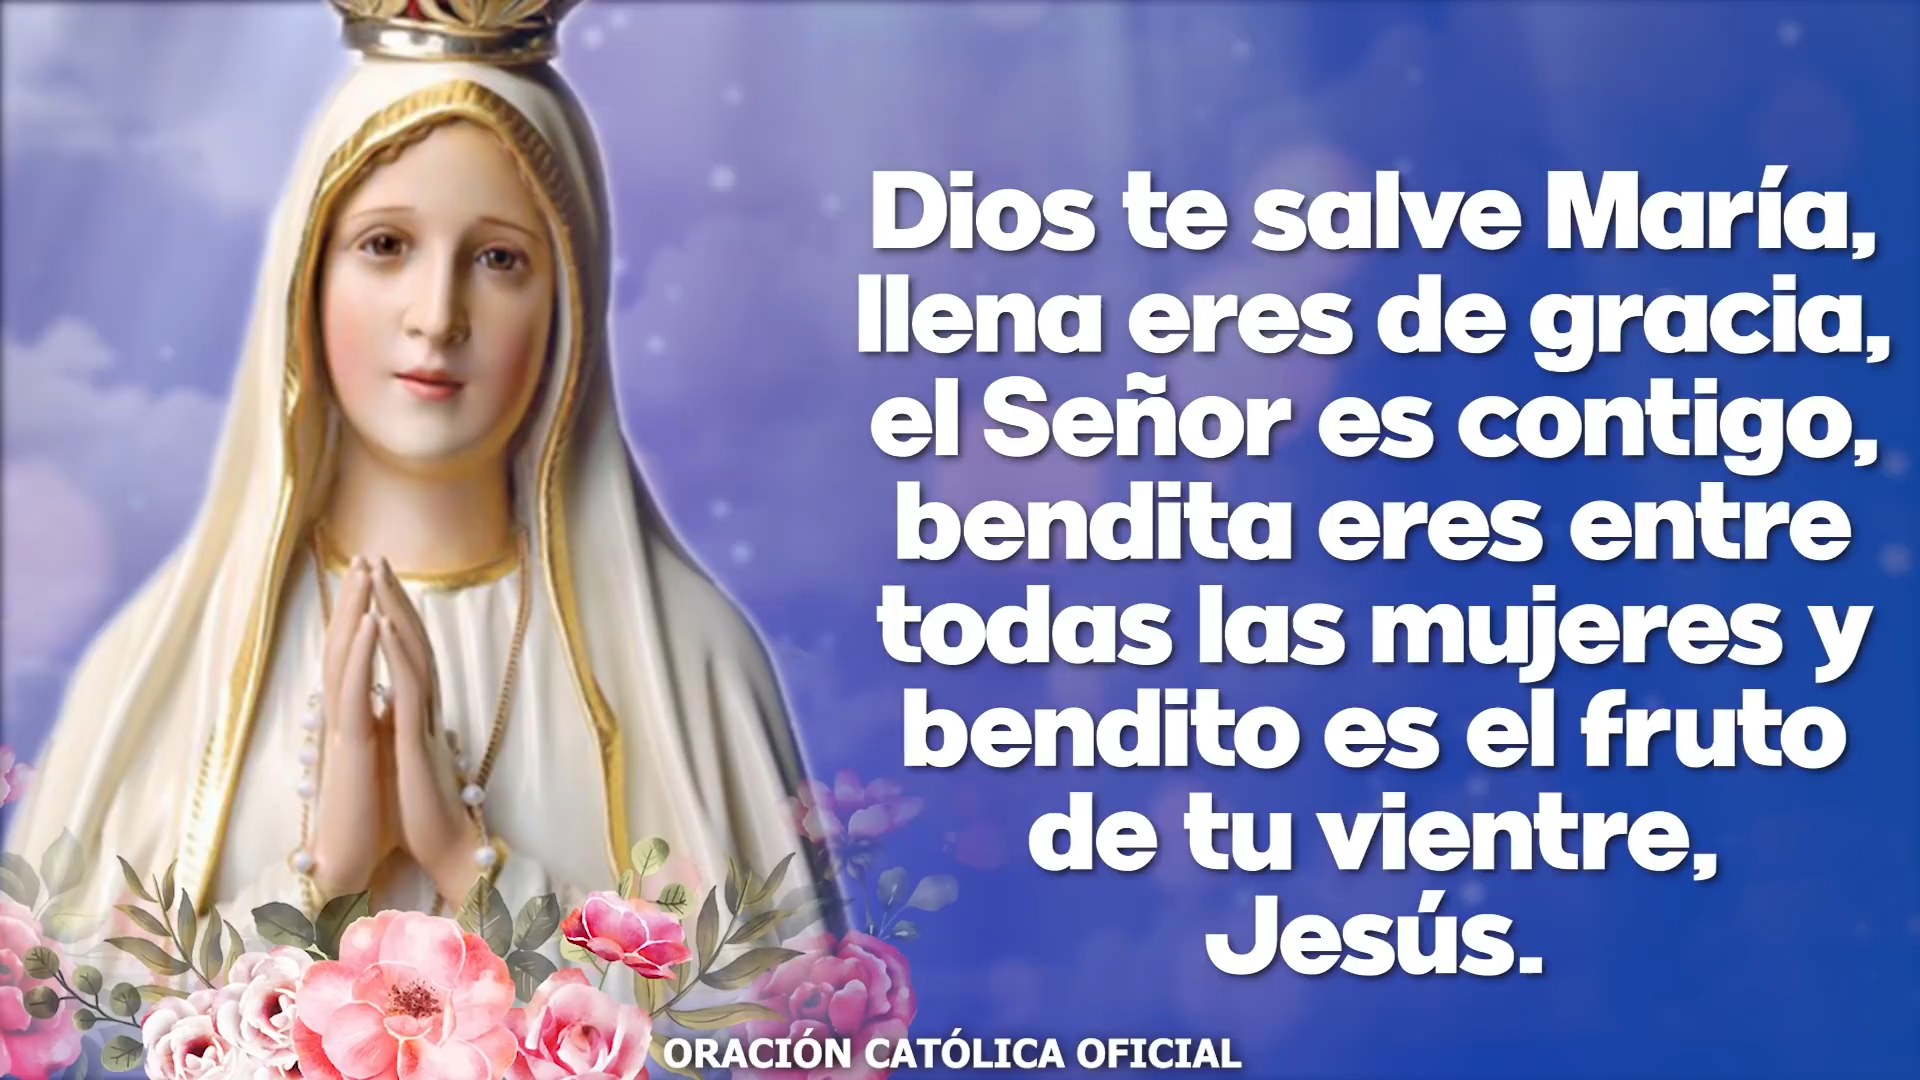 Dios te salve María,
llena eres de gracia,
el Señor es contigo,
bendita eres entre
todas las mujeres y
bendito es el fruto
de tu vientre,
Jesús.
ORACIÓN CATÓLICA OFICIAL